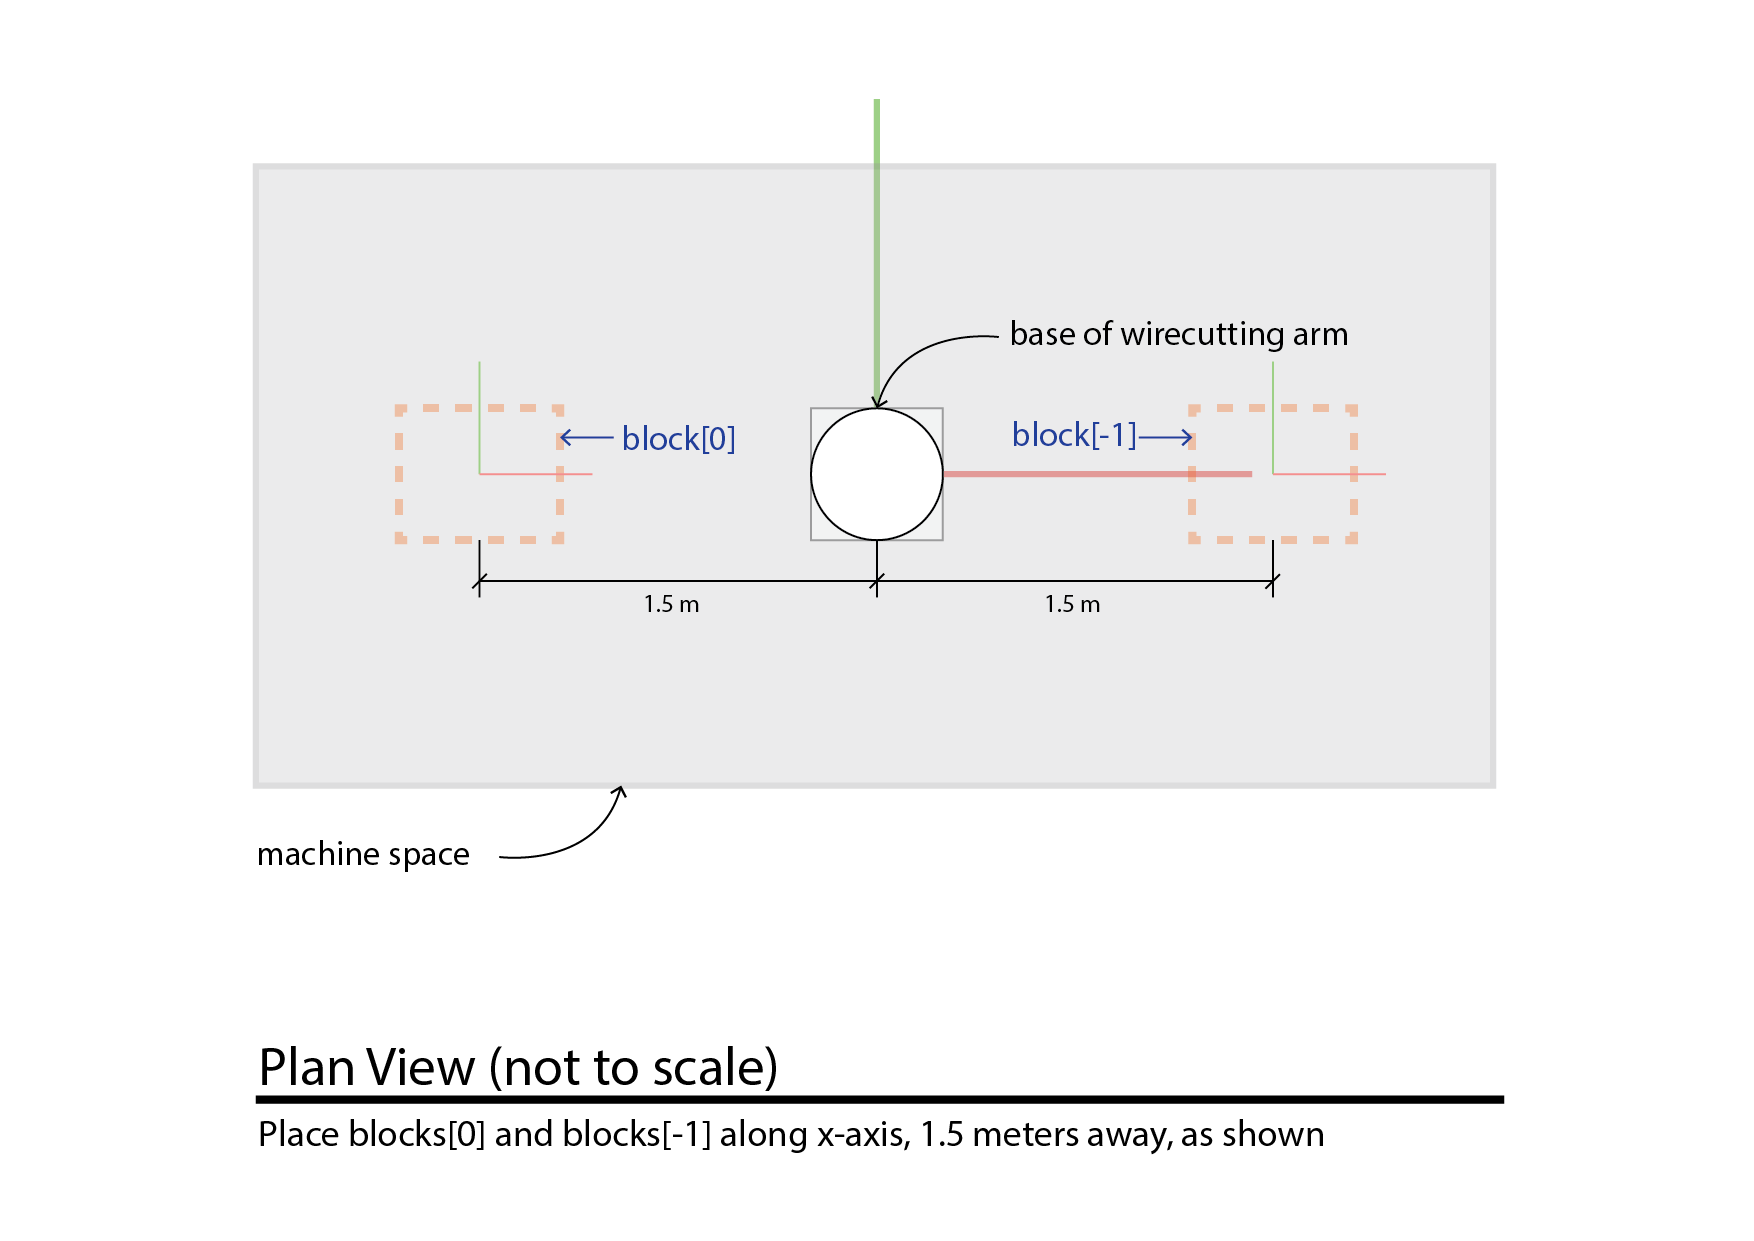 base of wirecutting arm
block[0]
block[-1]
1.5 m
1.5 m
machine space
Plan View (not to scale)
Place blocks[0] and blocks[-1] along x-axis, 1.5 meters away, as shown